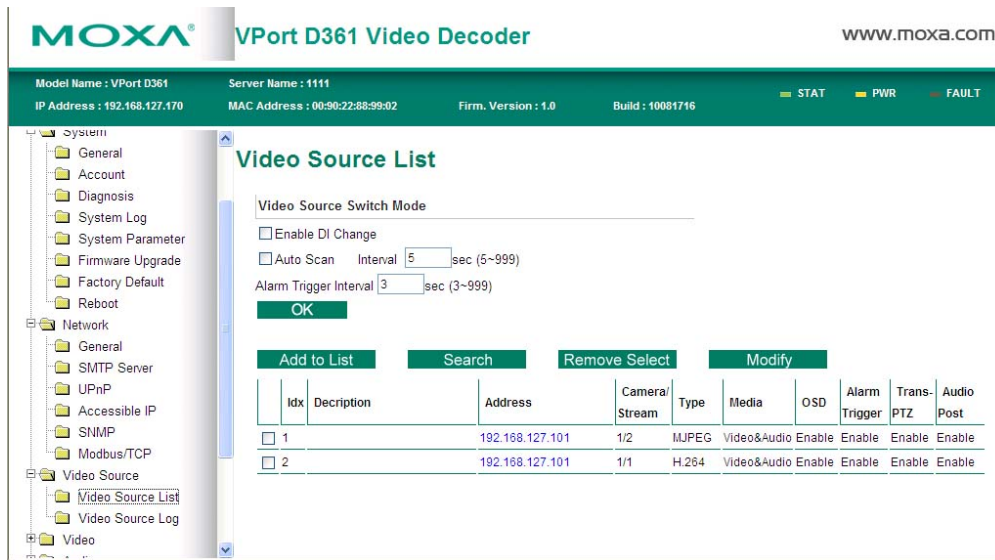 MOXA® VPort D361 Video Decoder www.moxa.com
Model Name : VPort D361 Server Name : 1111
IP Address : 192.168.127.170 MAC Address : 00:90:22:88:99:02 Firm. Version : 1.0 Build : 10081716 STAT PWR FAULT
System
General
Account
Diagnosis
System Log
System Parameter
Firmware Upgrade
Factory Default
Reboot
Network
General
SMTP Server
UPnP
Accessible IP
SNMP
Modbus/TCP
Video Source
Video Source List
Video Source Log
Video
Video Source List
Video Source Switch Mode
Enable DI Change
Auto Scan Interval 5 sec (5~999)
Alarm Trigger Interval 3 sec (3~999)
OK
Add to List Search Remove Select Modify
Idx Decription Address Camera/ Stream Type Media OSD Alarm Trigger Trans- PTZ Audio Post
1 192.168.127.101 1/2 MJPEG Video&Audio Enable Enable Enable Enable
2 192.168.127.101 1/1 H.264 Video&Audio Enable Enable Enable Enable